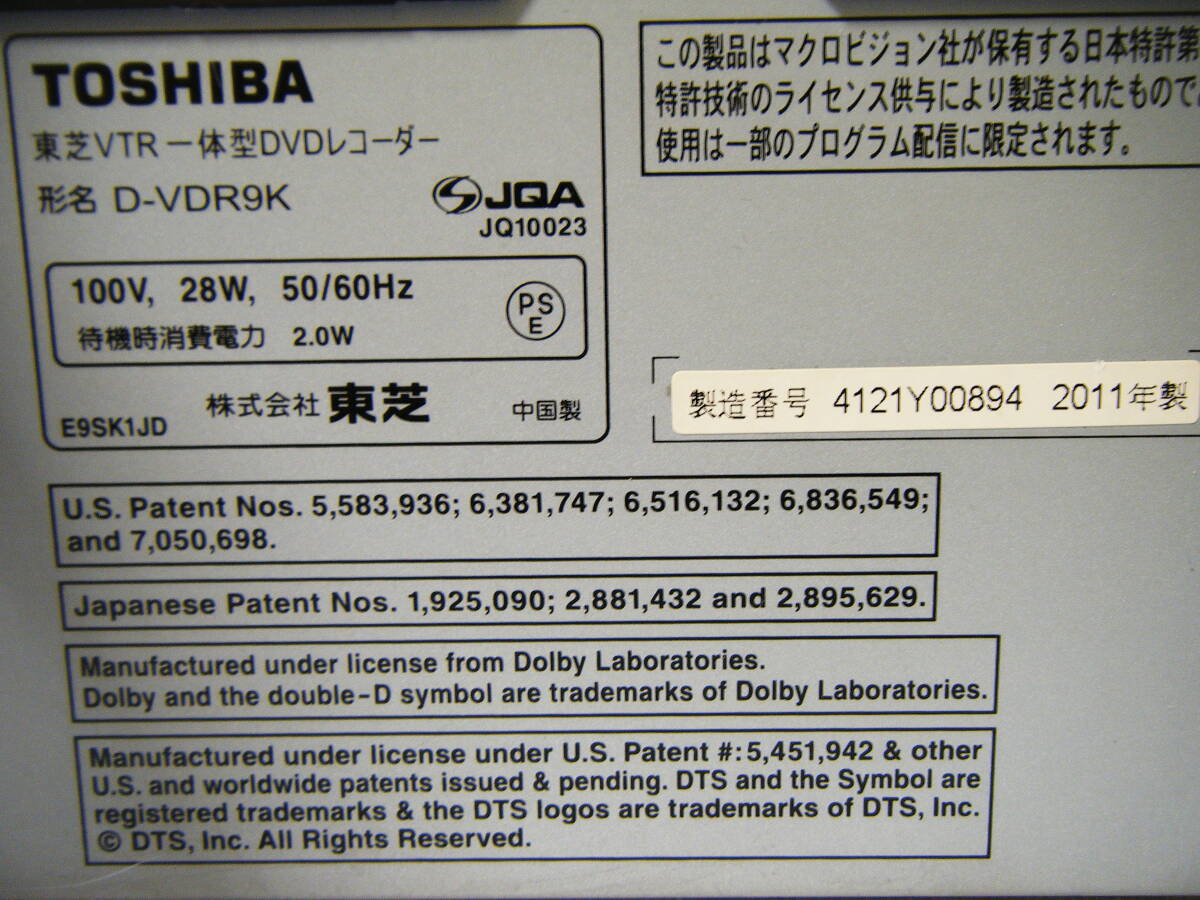 TOSHIBA
東芝VTR一体型DVDレコーダー
形名 D-VDR9K
JQA
JQ10023
100V, 28W, 50/60Hz
待機時消費電力 2.0W
PS
E
株式会社 東芝
中国製
E9SK1JD
この製品はマクロビジョン社が保有する日本特許第
特許技術のライセンス供与により製造されたもので、
使用は一部のプログラム配信に限定されます。
製造番号 4121Y00894 2011年製
U.S. Patent Nos. 5,583,936; 6,381,747; 6,516,132; 6,836,549;
and 7,050,698.
Japanese Patent Nos. 1,925,090; 2,881,432 and 2,895,629.
Manufactured under license from Dolby Laboratories.
Dolby and the double-D symbol are trademarks of Dolby Laboratories.
Manufactured under license under U.S. Patent #:5,451,942 & other
U.S. and worldwide patents issued & pending. DTS and the Symbol are
registered trademarks & the DTS logos are trademarks of DTS, Inc.
© DTS, Inc. All Rights Reserved.